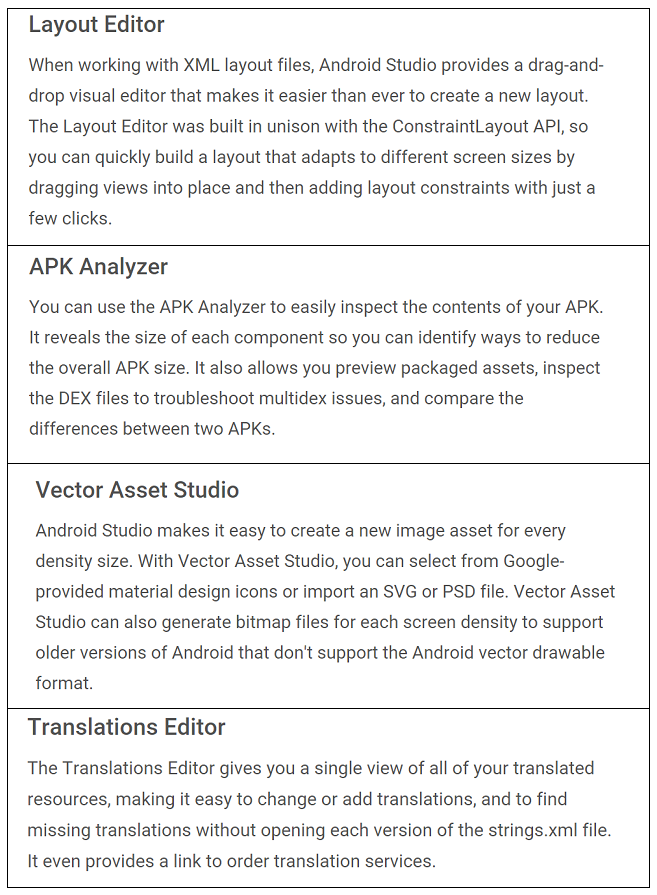 Layout Editor
When working with XML layout files, Android Studio provides a drag-and-
drop visual editor that makes it easier than ever to create a new layout.
The Layout Editor was built in unison with the ConstraintLayout API, so
you can quickly build a layout that adapts to different screen sizes by
dragging views into place and then adding layout constraints with just a
few clicks.
APK Analyzer
You can use the APK Analyzer to easily inspect the contents of your APK.
It reveals the size of each component so you can identify ways to reduce
the overall APK size. It also allows you preview packaged assets, inspect
the DEX files to troubleshoot multidex issues, and compare the
differences between two APKs.
Vector Asset Studio
Android Studio makes it easy to create a new image asset for every
density size. With Vector Asset Studio, you can select from Google-
provided material design icons or import an SVG or PSD file. Vector Asset
Studio can also generate bitmap files for each screen density to support
older versions of Android that don't support the Android vector drawable
format.
Translations Editor
The Translations Editor gives you a single view of all of your translated
resources, making it easy to change or add translations, and to find
missing translations without opening each version of the strings.xml file.
It even provides a link to order translation services.